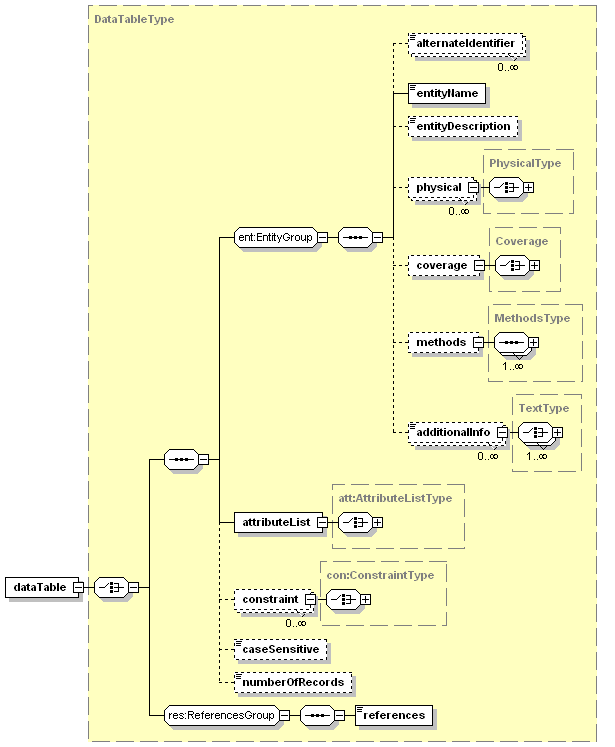 DataTableType
alternateIdentifier
0..∞
entityName
entityDescription
PhysicalType
physical
0..∞
ent:EntityGroup
Coverage
coverage
MethodsType
methods
1..∞
TextType
additionalInfo
0..∞
1..∞
att:AttributeListType
attributeList
con:ConstraintType
dataTable
constraint
0..∞
caseSensitive
numberOfRecords
res:ReferencesGroup
references